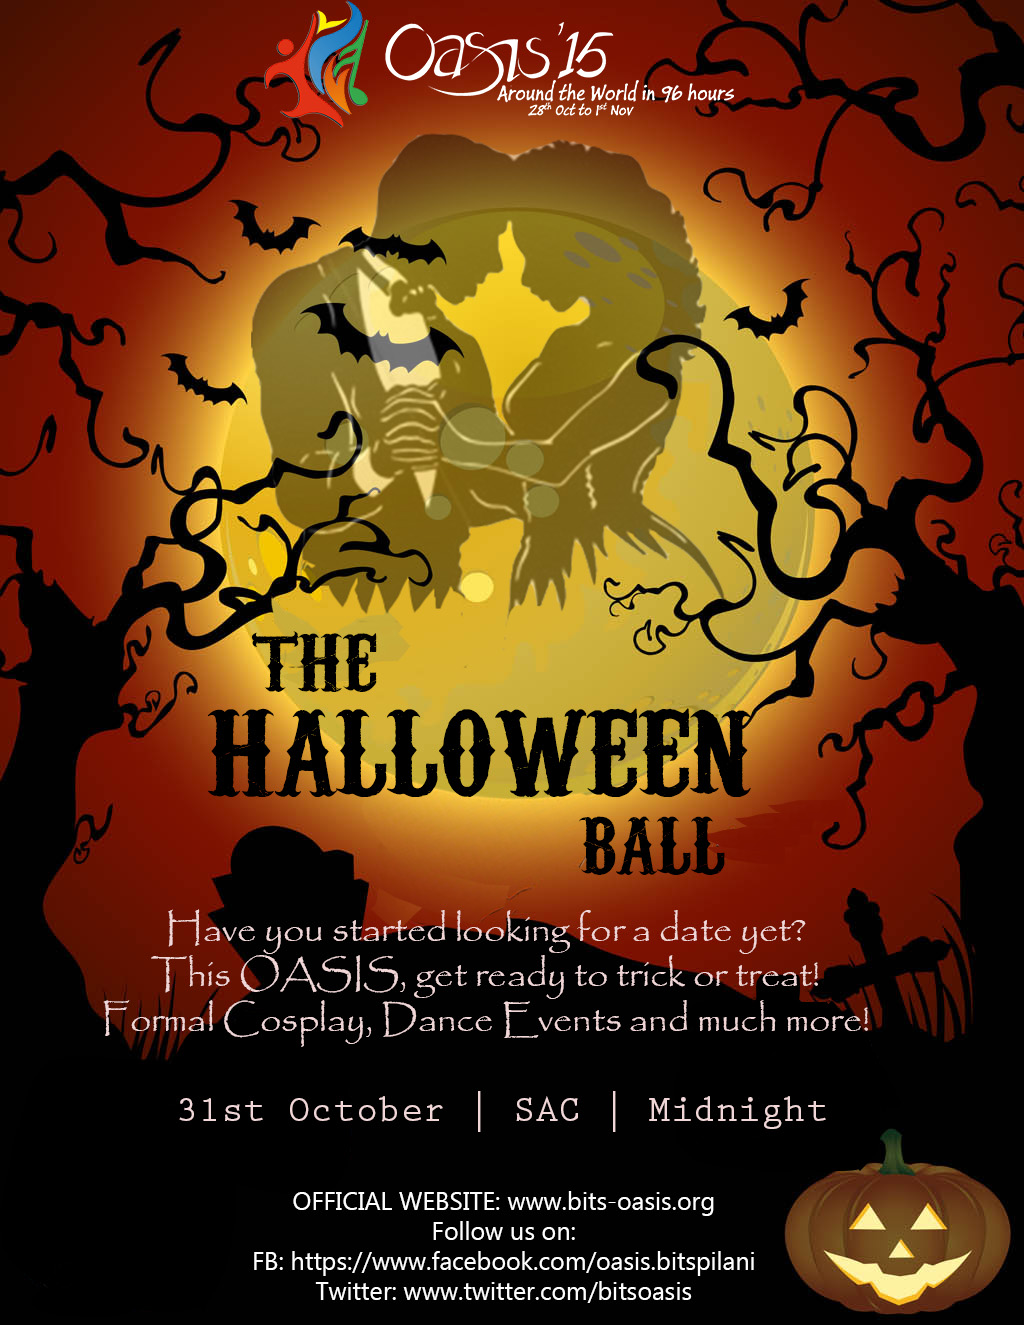 Oasis'15
Around the World in 96 hours
28th Oct to 1st Nov
THE
HALLOWEEN
BALL
Have you started looking for a date yet?
This OASIS, get ready to trick or treat!
Formal Cosplay, Dance Events and much more!
31st October | SAC | Midnight
OFFICIAL WEBSITE: www.bits-oasis.org
Follow us on:
FB: https://www.facebook.com/oasis.bitspilani
Twitter: www.twitter.com/bitsoasis